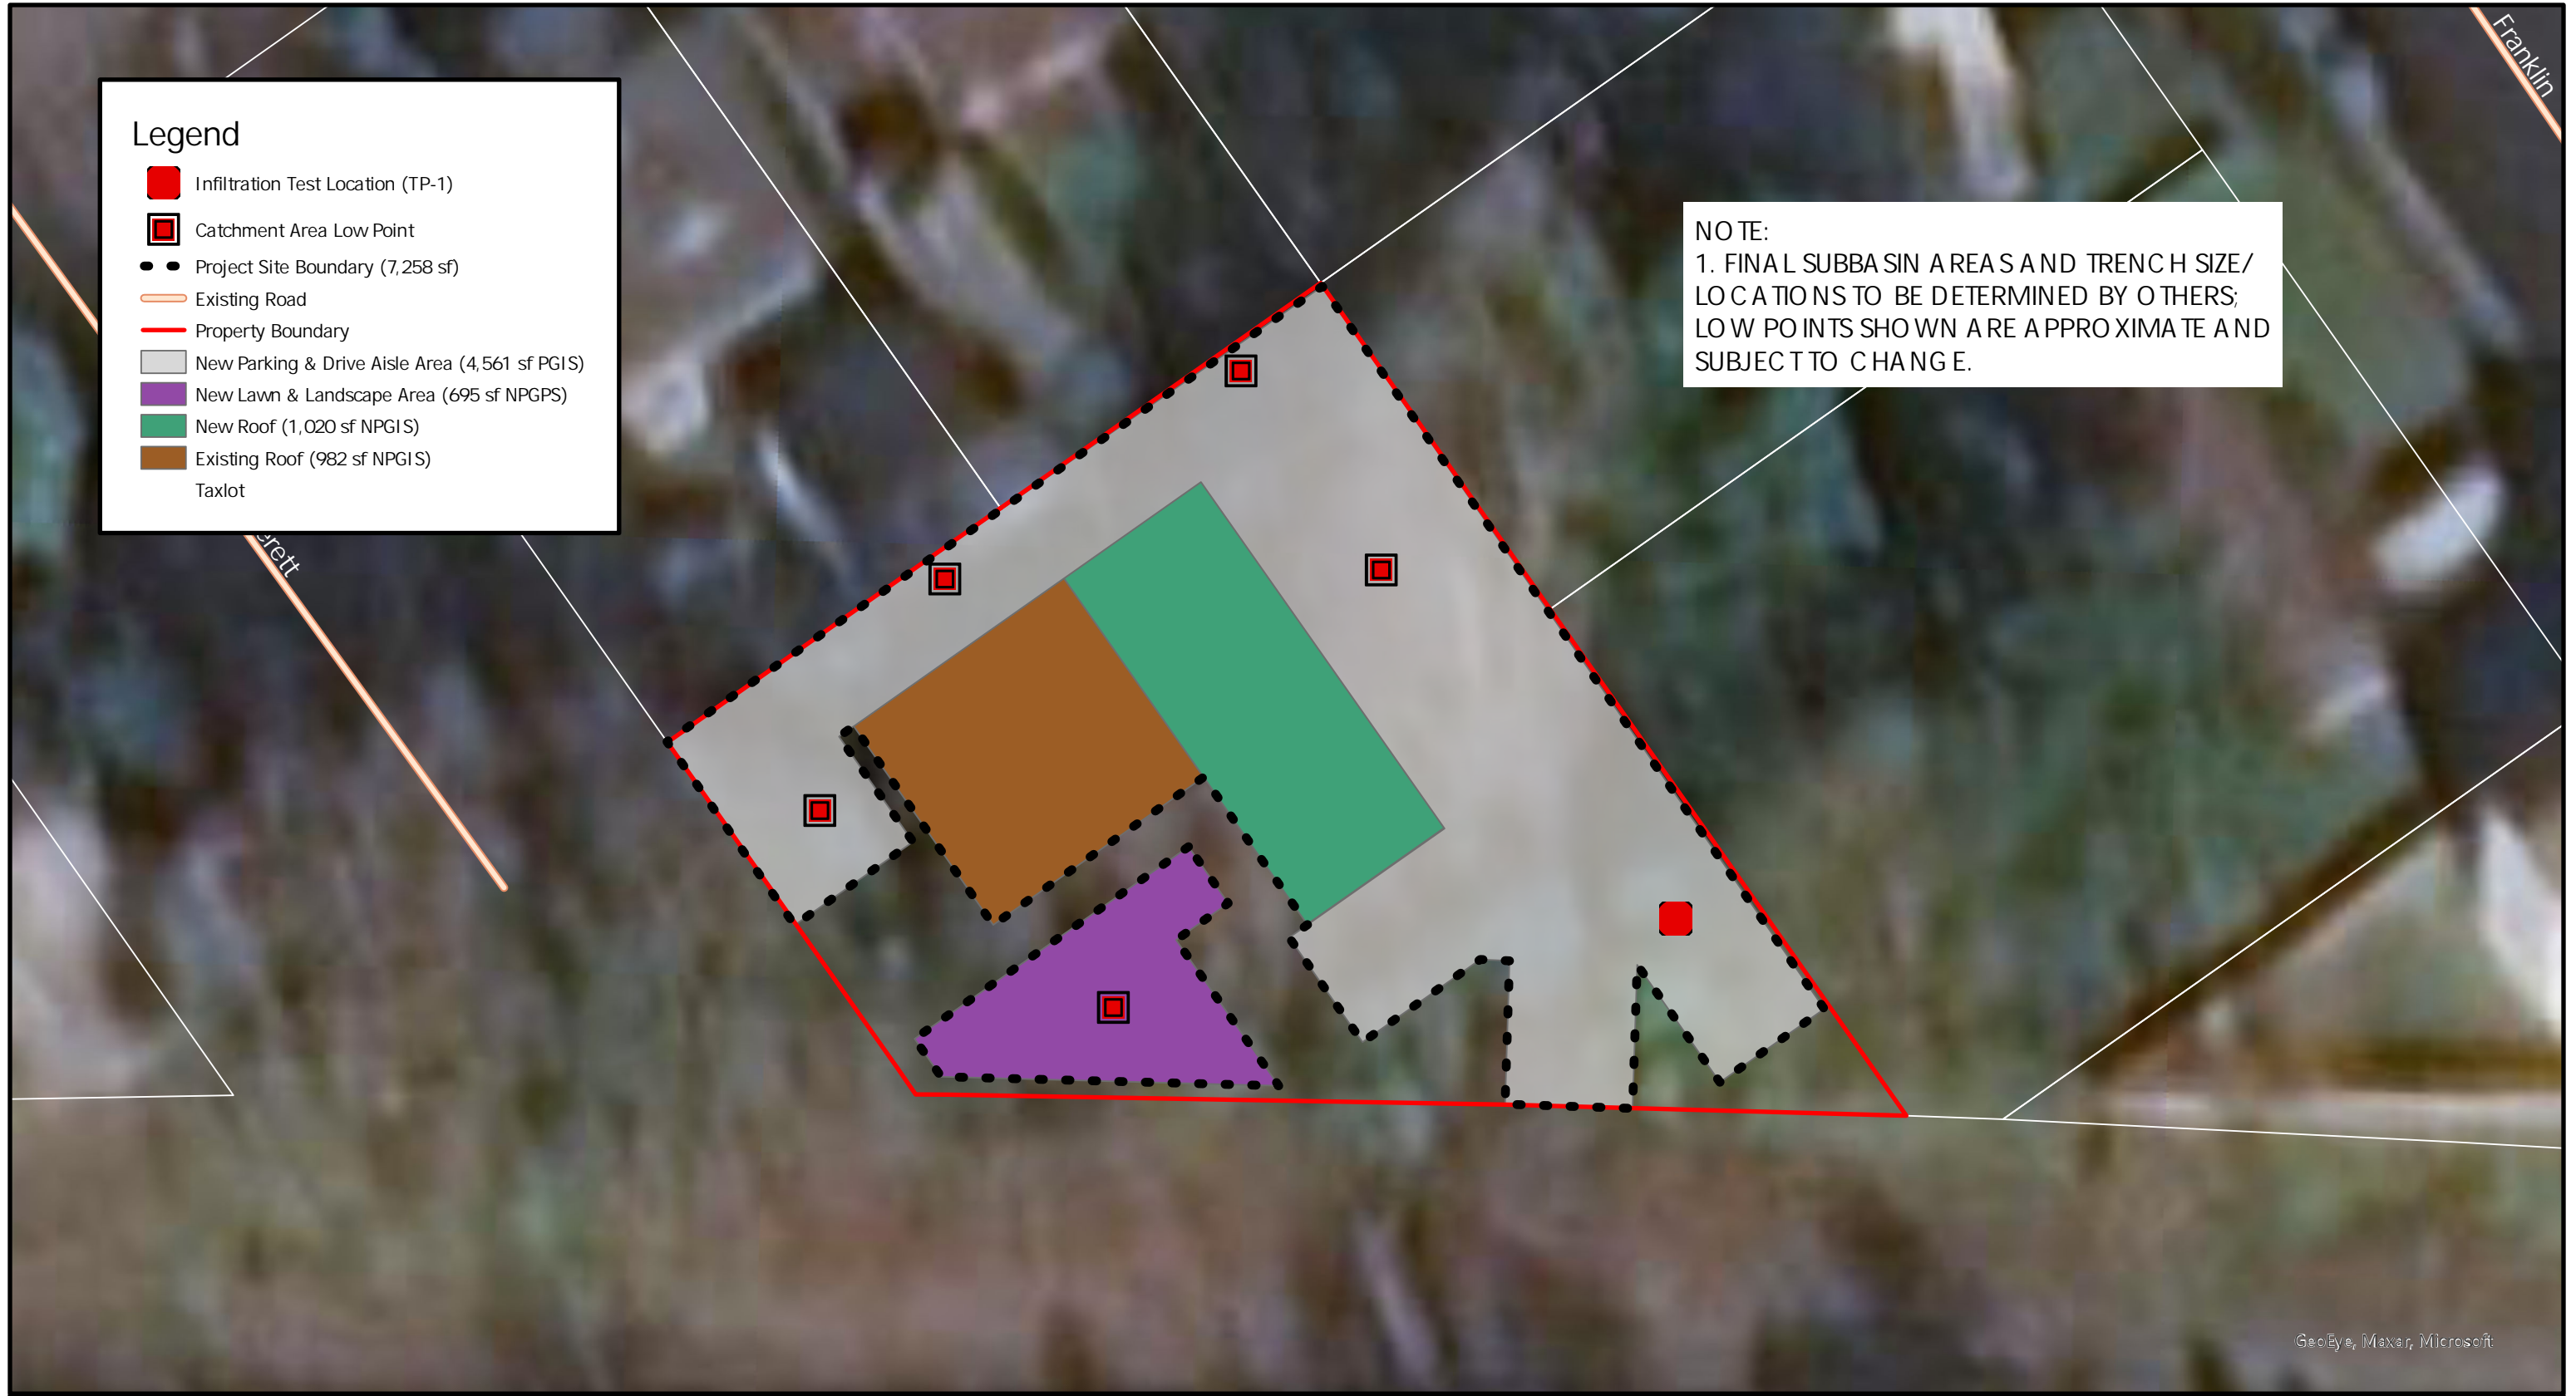 Franklin
Legend
Infiltration Test Location (TP-1)
Catchment Area Low Point
Project Site Boundary (7,258 sf)
Existing Road
Property Boundary
New Parking & Drive Aisle Area (4,561 sf PGIS)
New Lawn & Landscape Area (695 sf NPGPS)
New Roof (1,020 sf NPGIS)
Existing Roof (982 sf NPGIS)
Taxlot
NOTE:
1. FINAL SUBBASIN AREAS AND TRENCH SIZE/
LOCATIONS TO BE DETERMINED BY OTHERS;
LOW POINTS SHOWN ARE APPROXIMATE AND
SUBJECT TO CHANGE.
erett
GeoEye, Maxar, Microsoft